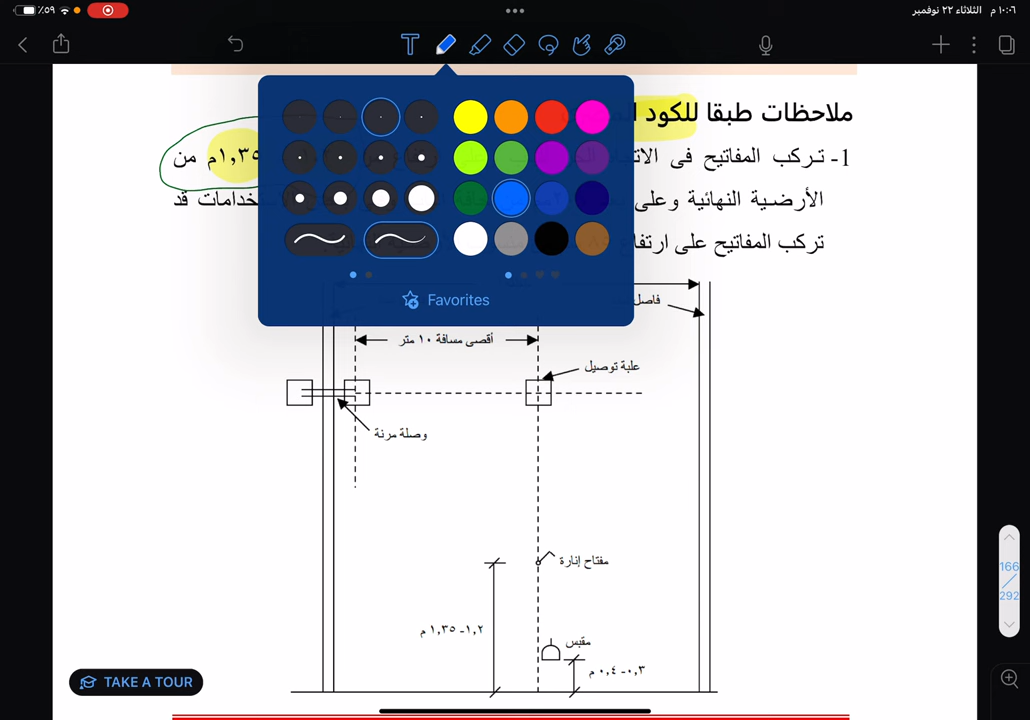 ١٠:٠٦ م الثلاثاء ٢٢ نوفمبر
٥٩٪
ملاحظات طبقا للكود
1- تركب المفاتيح فى
١,٣٥م من
الأرضية النهائية وعلى
خدامات قد
تركب المفاتيح على ارتفاع
Favorites
فاصل
أقصى مسافة ١٠ متر
علبة توصيل
وصلة مرنة
مفتاح إنارة
١,٢- ١,٣٥ م
مقبس
٠,٣- ٠,٤ م
166
292
TAKE A TOUR